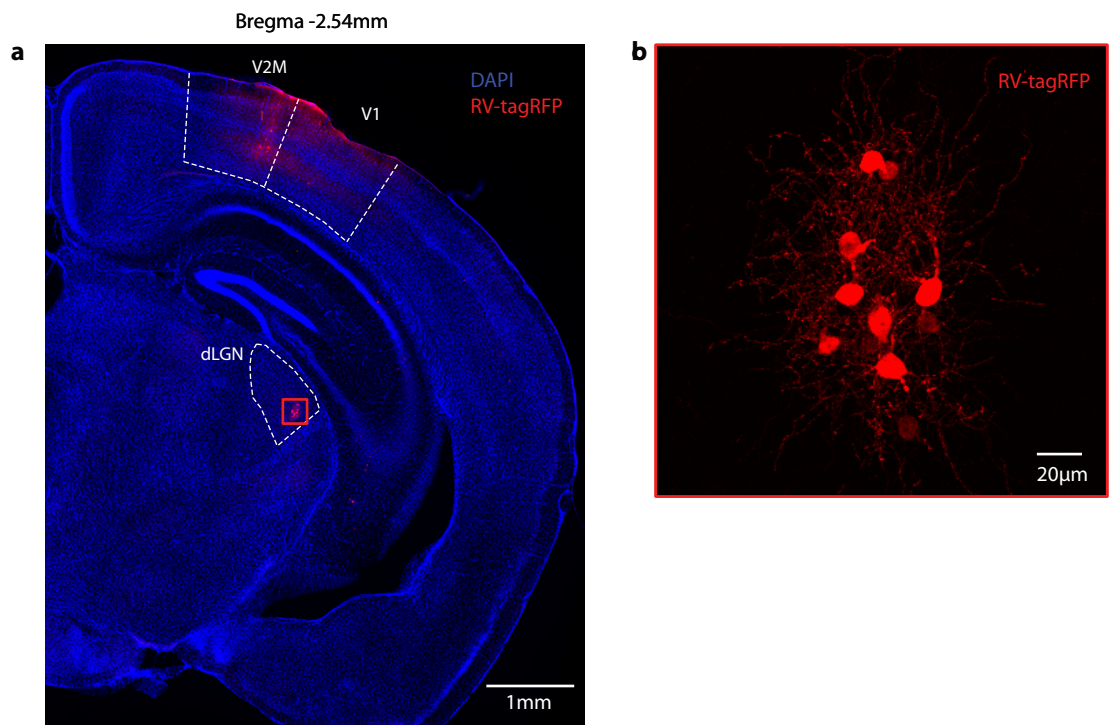 Bregma -2.54mm
a
V2M
V1
DAPI
RV-tagRFP
dLGN
1mm
b
RV-tagRFP
20µm